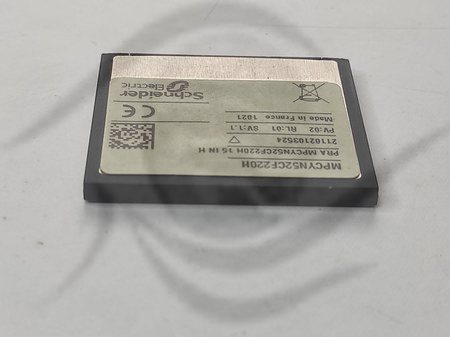 MPCYN52CF220H
PRA MPCYN52CF220H 15 IN H
21102103524
PV:02 RL:01 SV:1.1
Made in France 1021
CE
Schneider
Electric